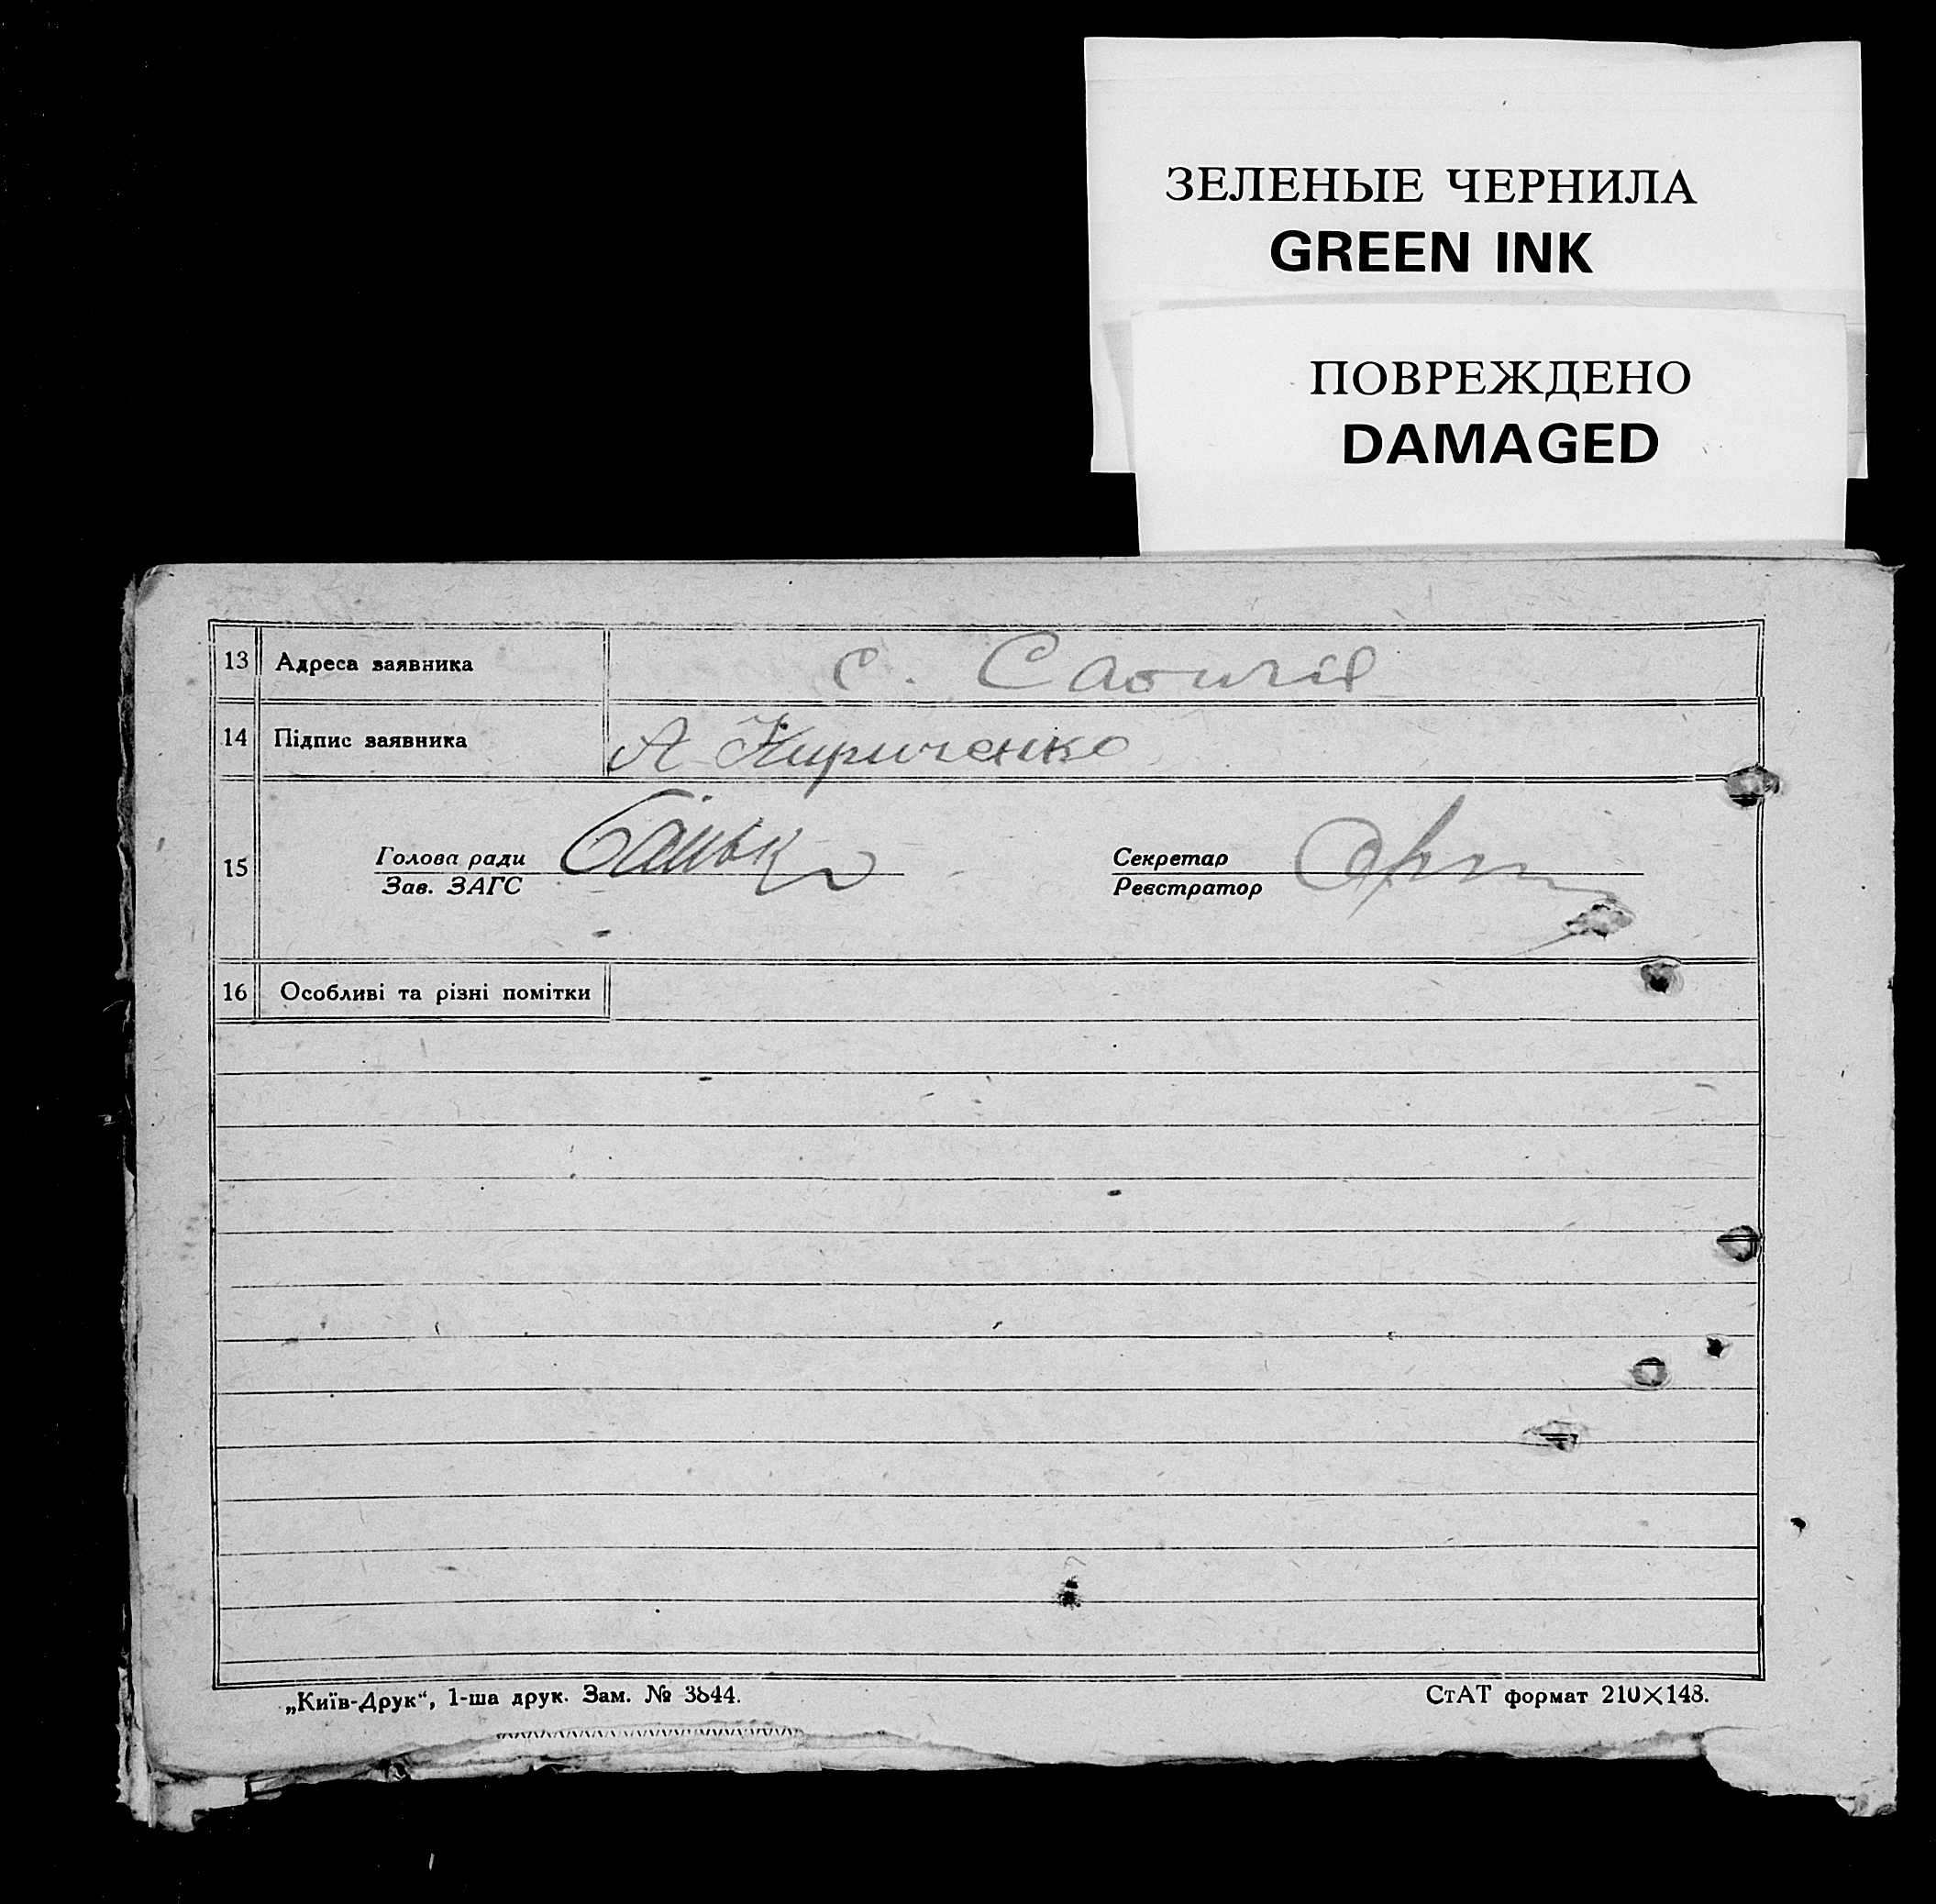 ЗЕЛЕНЫЕ ЧЕРНИЛА
GREEN INK
ПОВРЕЖДЕНО
DAMAGED
13 Адреса заявника с.
14 Підпис заявника А Кириченко
15 Голова ради
Зав. ЗАГС
Секретар
Реєстратор
16 Особливі та різні помітки
„Київ-Друк“, 1-ша друк. Зам. № 3844.
СтАТ формат 210×148.